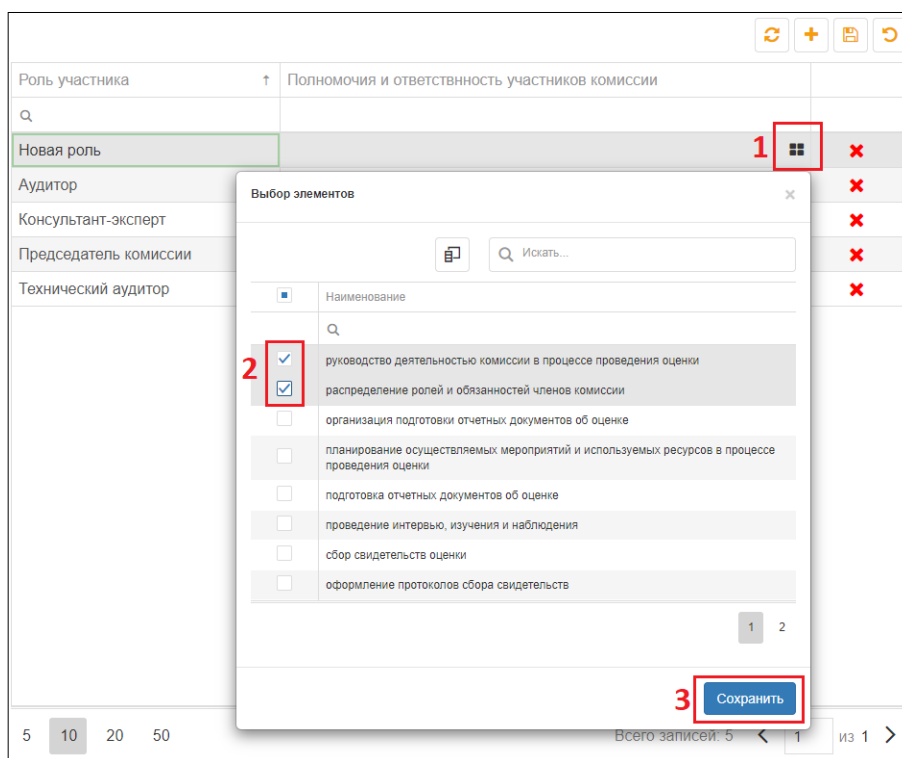 Роль участника ↑ Полномочия и ответствнность участников комиссии
Новая роль 1
Аудитор
Консультант-эксперт
Председатель комиссии
Технический аудитор
Выбор элементов
Искать...
Наименование
2
руководство деятельностью комиссии в процессе проведения оценки
распределение ролей и обязанностей членов комиссии
организация подготовки отчетных документов об оценке
планирование осуществляемых мероприятий и используемых ресурсов в процессе
проведения оценки
подготовка отчетных документов об оценке
проведение интервью, изучения и наблюдения
сбор свидетельств оценки
оформление протоколов сбора свидетельств
1 2
3 Сохранить
5 10 20 50 Всего записей: 5 1 из 1